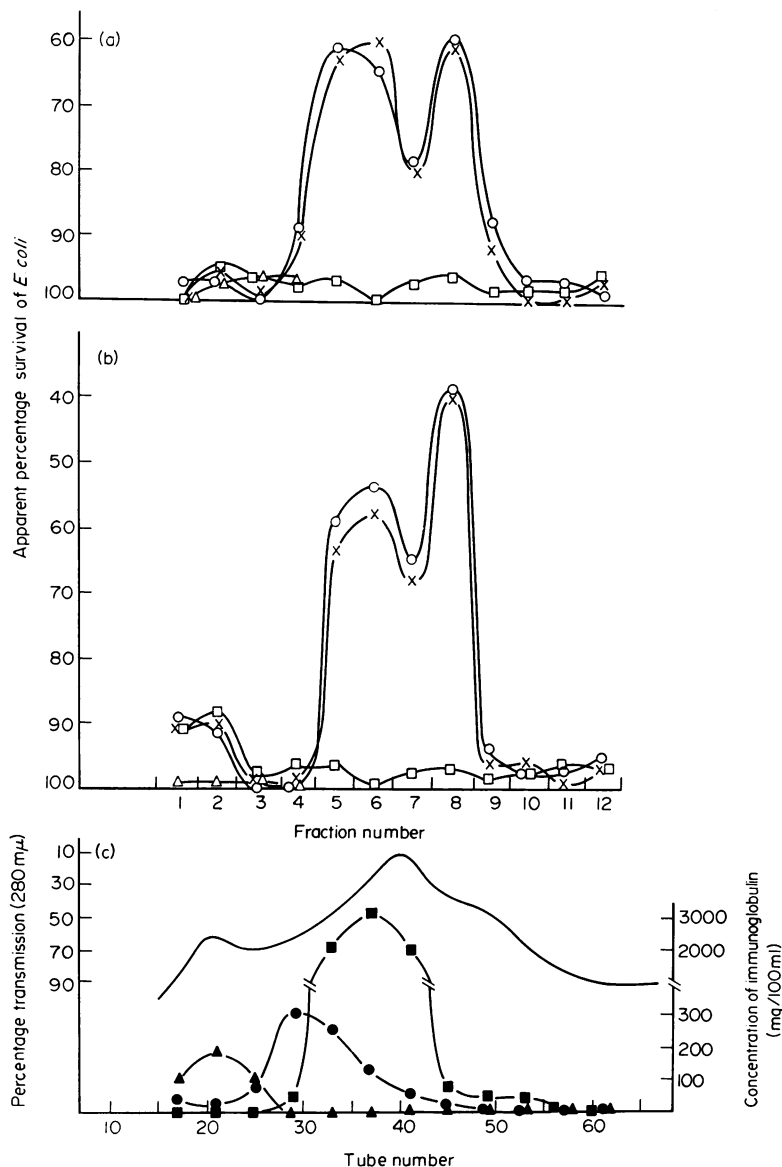 (a)
60
70
80
90
100
Apparent percentage survival of E coli
(b)
40
50
60
70
80
90
100
1 2 3 4 5 6 7 8 9 10 11 12
Fraction number
(c)
Percentage transmission (280 mμ)
10
30
50
70
90
3000
2000
300
200
100
Concentration of immunoglobulin
(mg/100ml)
10 20 30 40 50 60
Tube number